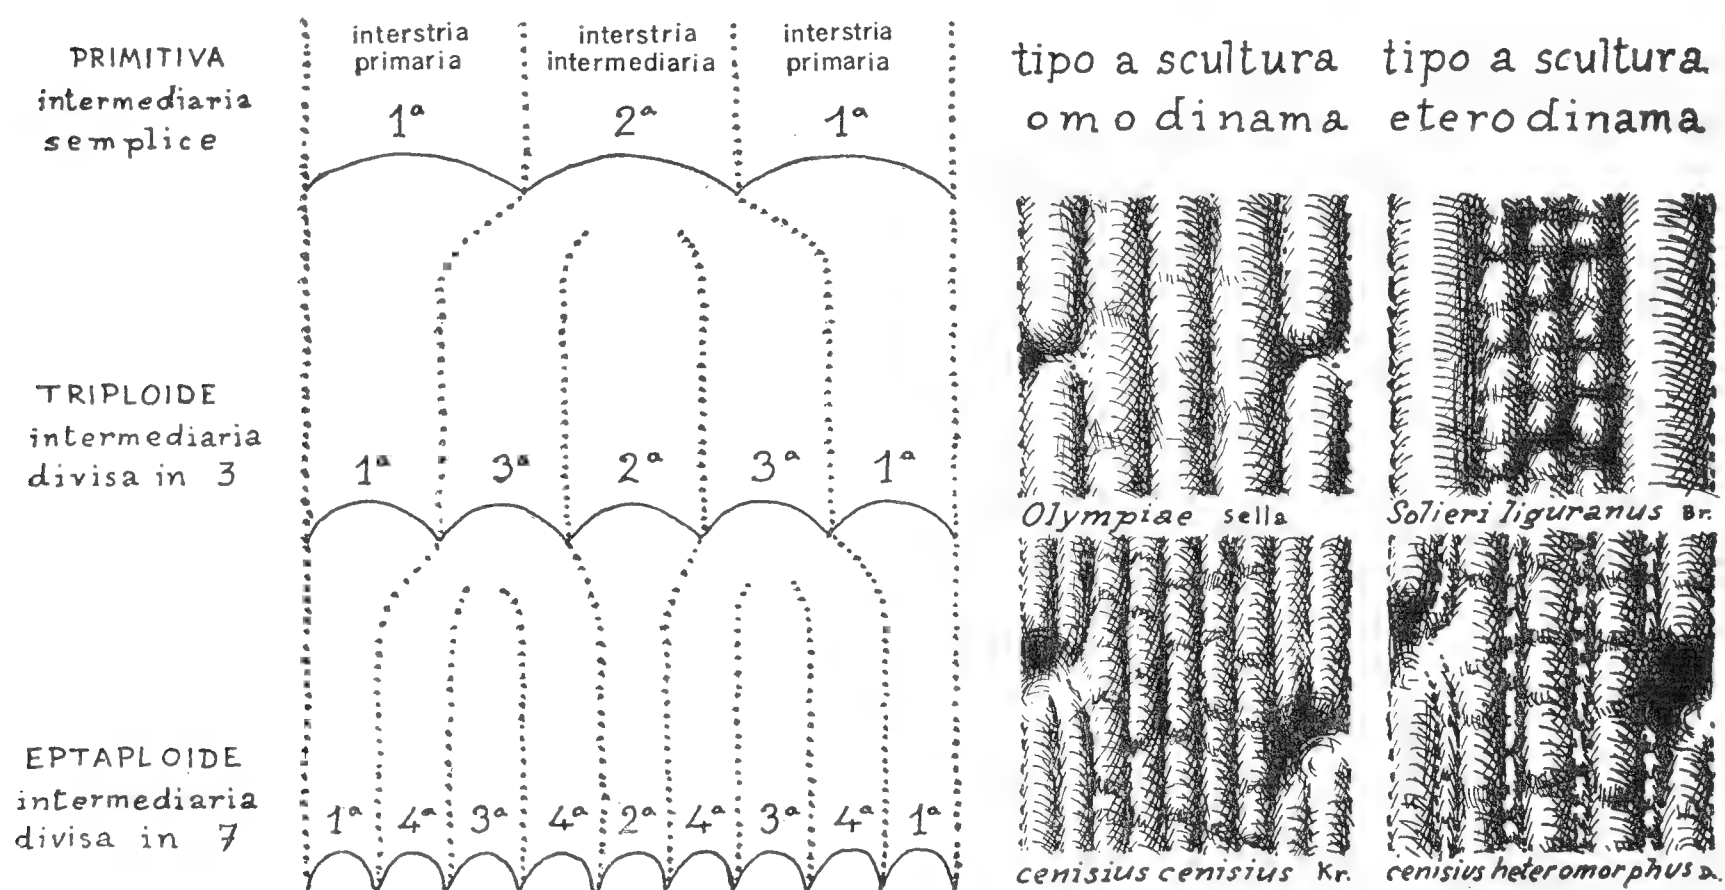 PRIMITIVA
intermediaria
semplice
interstria
primaria
interstria
intermediaria
interstria
primaria
1ª 2ª 1ª
TRIPLOIDE
intermediaria
divisa in 3
1ª 3ª 2ª 3ª 1ª
EPTAPLOIDE
intermediaria
divisa in 7
1ª 4ª 3ª 4ª 2ª 4ª 3ª 4ª 1ª
tipo a scultura
omodinama
tipo a scultura
eterodinama
Olympiae sella
Solieri liguranus Br.
cenisius cenisius Kr.
cenisius heteromorphus